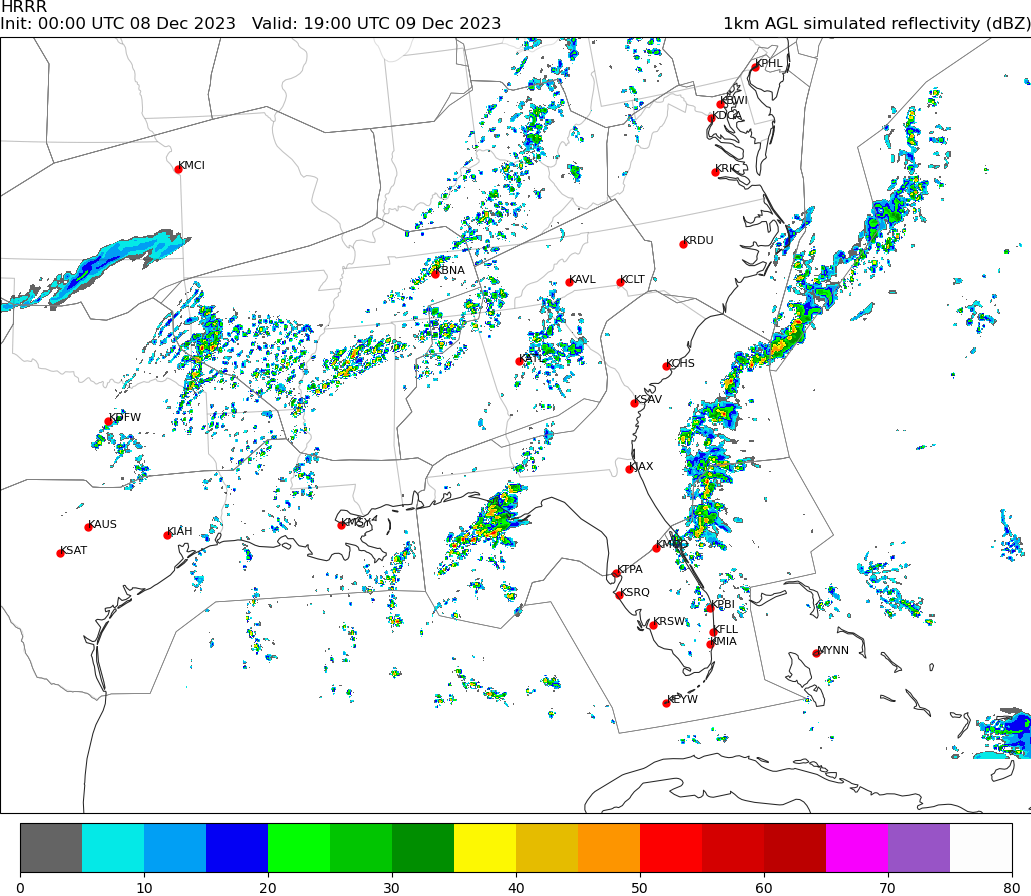 HRRR
Init: 00:00 UTC 08 Dec 2023 Valid: 19:00 UTC 09 Dec 2023 1km AGL simulated reflectivity (dBZ)
KPHL
KBWI
KDCA
KMCI
KRIC
KRDU
KBNA
KAVL
KCLT
KATL
KCHS
KSAV
KDFW
KJAX
KAUS
KMSY
KIAH
KSAT
KMCO
KTPA
KSRQ
KPBI
KRSW
KFLL
KMIA
MYNN
KEYW
0 10 20 30 40 50 60 70 80